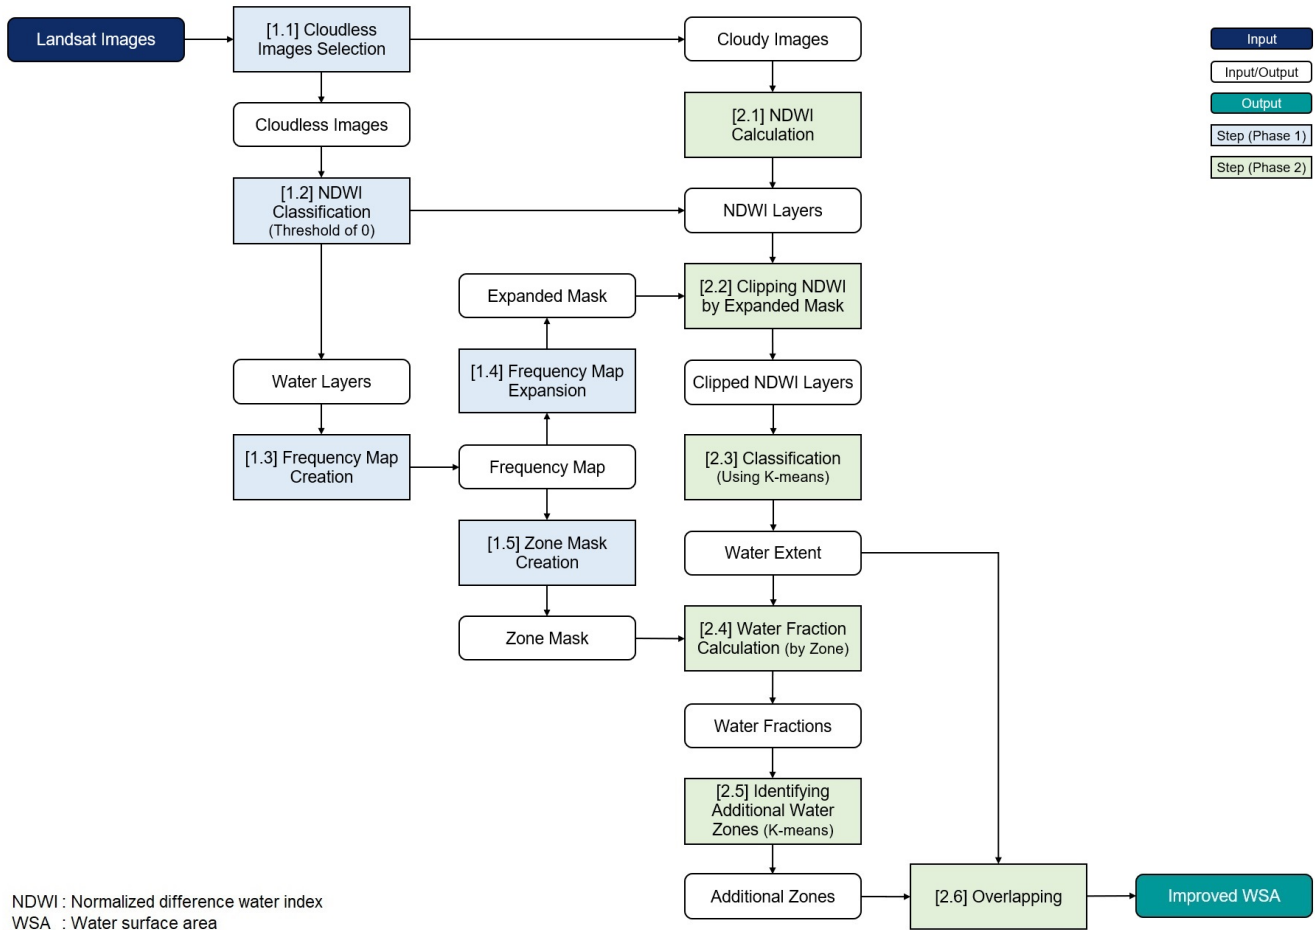 Landsat Images
[1.1] Cloudless
Images Selection
Cloudy Images
Input
Input/Output
Output
Step (Phase 1)
Step (Phase 2)
Cloudless Images
[2.1] NDWI
Calculation
[1.2] NDWI
Classification
(Threshold of 0)
NDWI Layers
Expanded Mask
[2.2] Clipping NDWI
by Expanded Mask
Water Layers
[1.4] Frequency Map
Expansion
Clipped NDWI Layers
[1.3] Frequency Map
Creation
Frequency Map
[2.3] Classification
(Using K-means)
[1.5] Zone Mask
Creation
Water Extent
Zone Mask
[2.4] Water Fraction
Calculation (by Zone)
Water Fractions
[2.5] Identifying
Additional Water
Zones (K-means)
Additional Zones
[2.6] Overlapping
Improved WSA
NDWI : Normalized difference water index
WSA : Water surface area